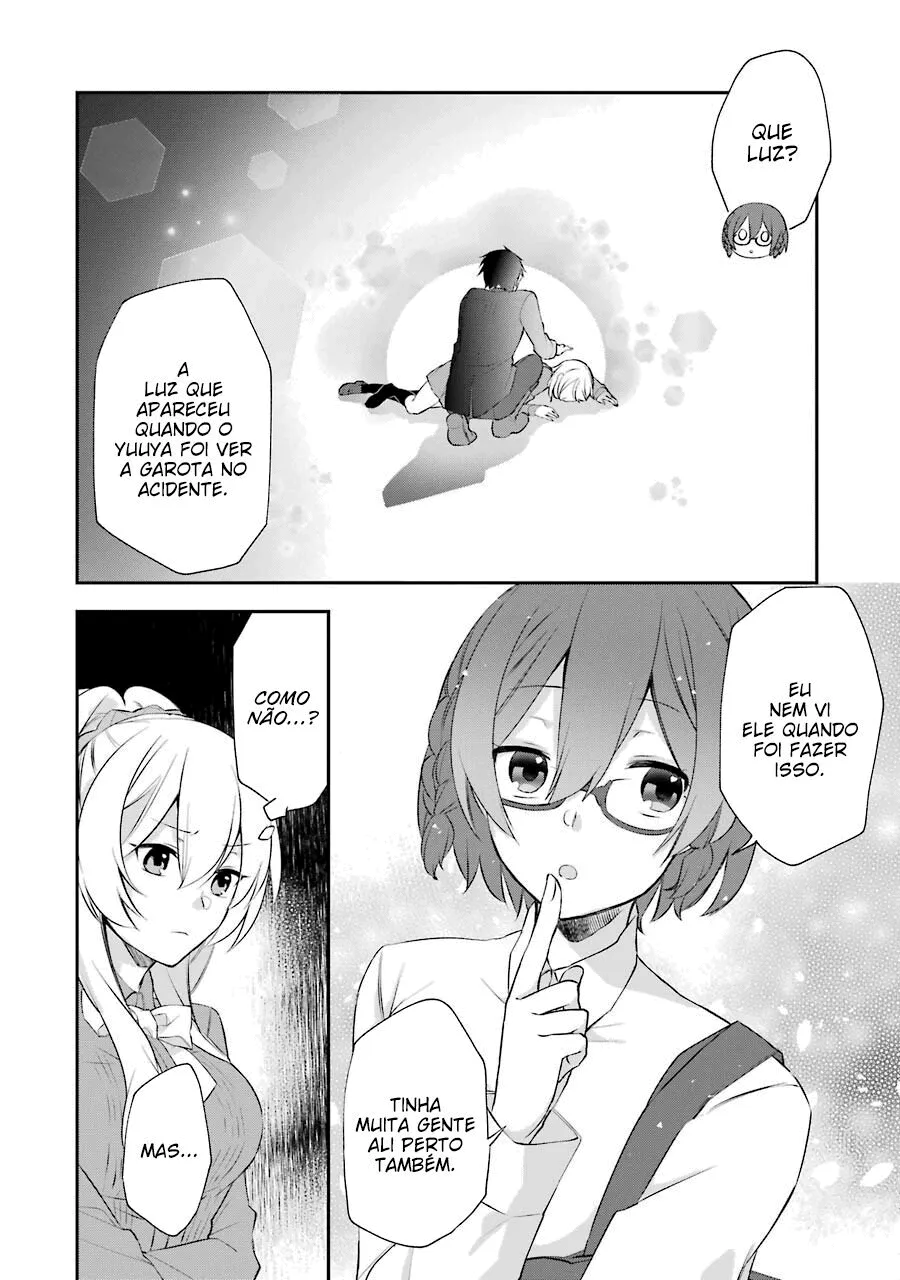 QUE
LUZ?
A
LUZ QUE
APARECEU
QUANDO O
YUUYA FOI VER
A GAROTA NO
ACIDENTE.
EU
NEM VI
ELE QUANDO
FOI FAZER
ISSO.
TINHA
MUITA GENTE
ALI PERTO
TAMBÉM.
COMO
NÃO...?
MAS...